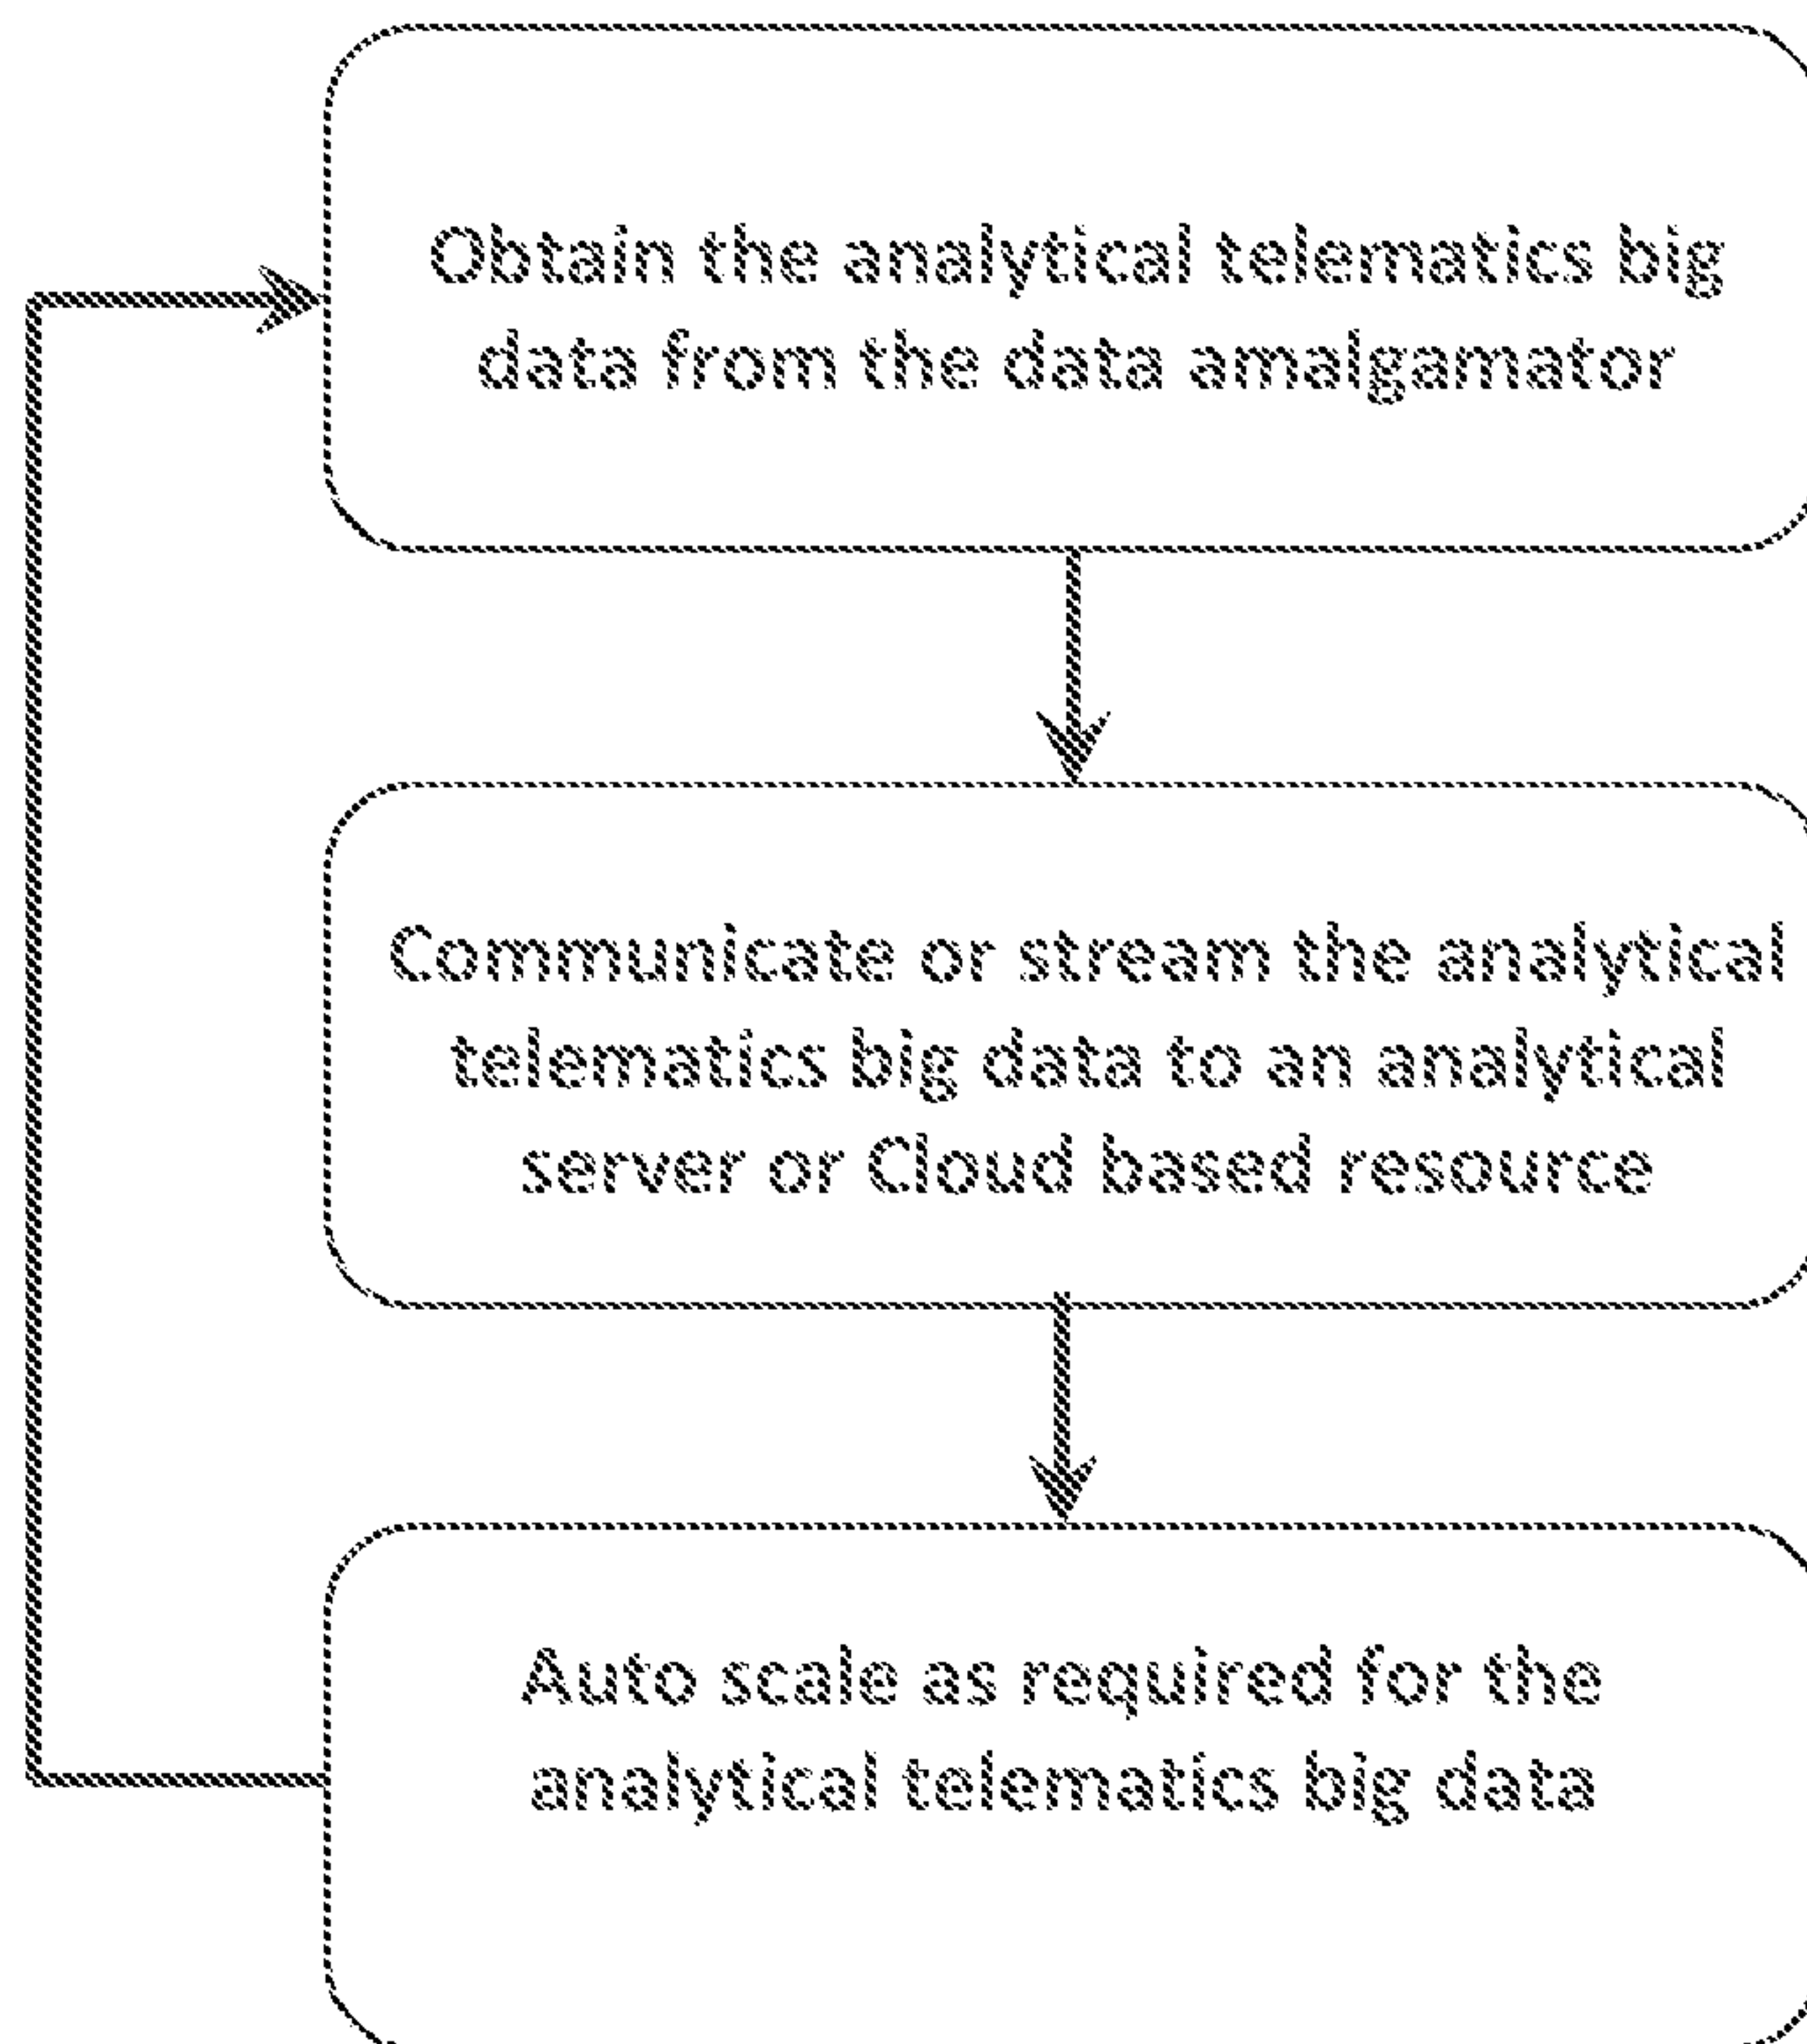 Obtain the analytical telematics big
data from the data amalgamator
Communicate or stream the analytical
telematics big data to an analytical
server or Cloud based resource
Auto scale as required for the
analytical telematics big data